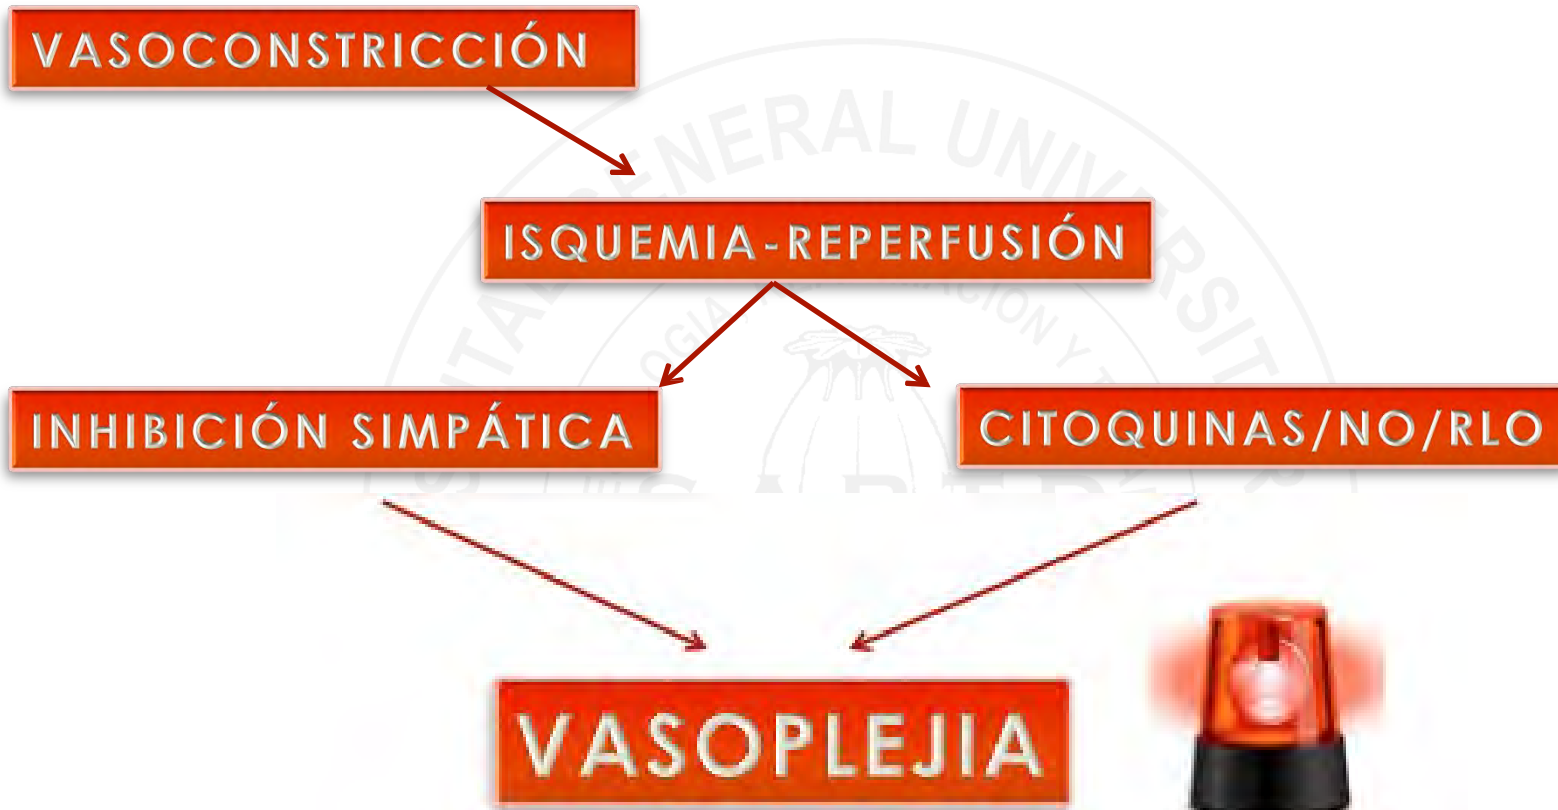 VASOCONSTRICCIÓN
ISQUEMIA-REPERFUSIÓN
INHIBICIÓN SIMPÁTICA
CITOQUINAS/NO/RLO
VASOPLEJIA